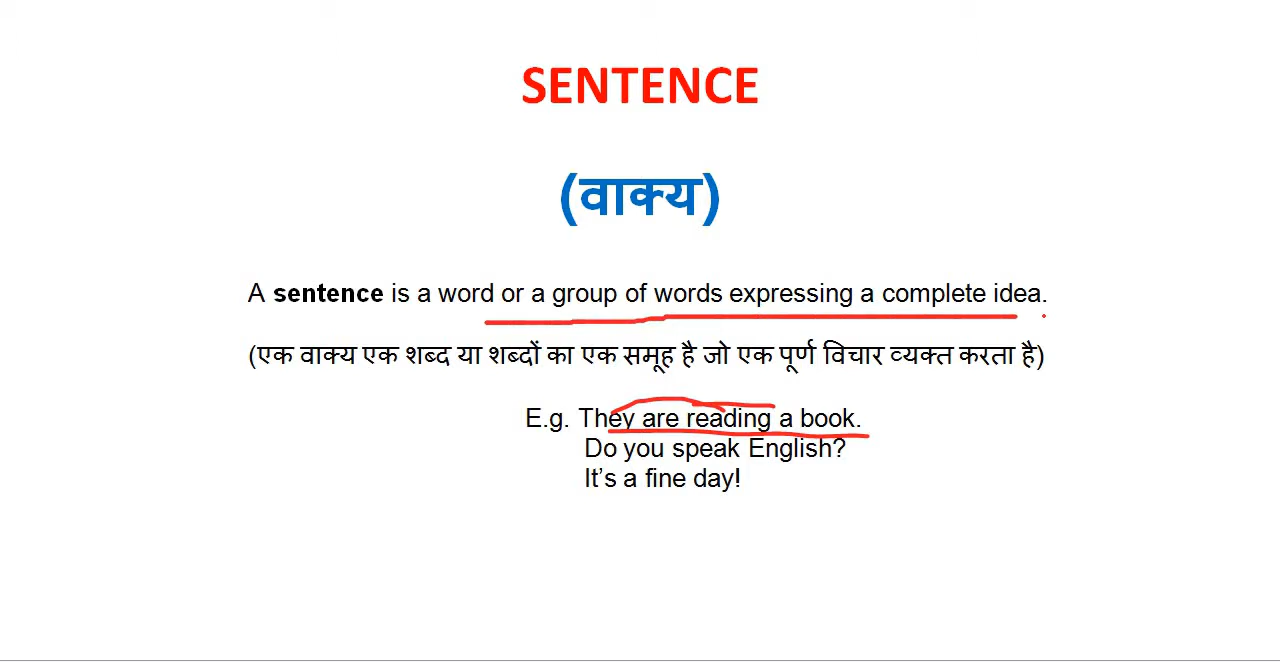 SENTENCE
(वाक्य)
A sentence is a word or a group of words expressing a complete idea.
(एक वाक्य एक शब्द या शब्दों का एक समूह है जो एक पूर्ण विचार व्यक्त करता है)
E.g. They are reading a book.
Do you speak English?
It’s a fine day!